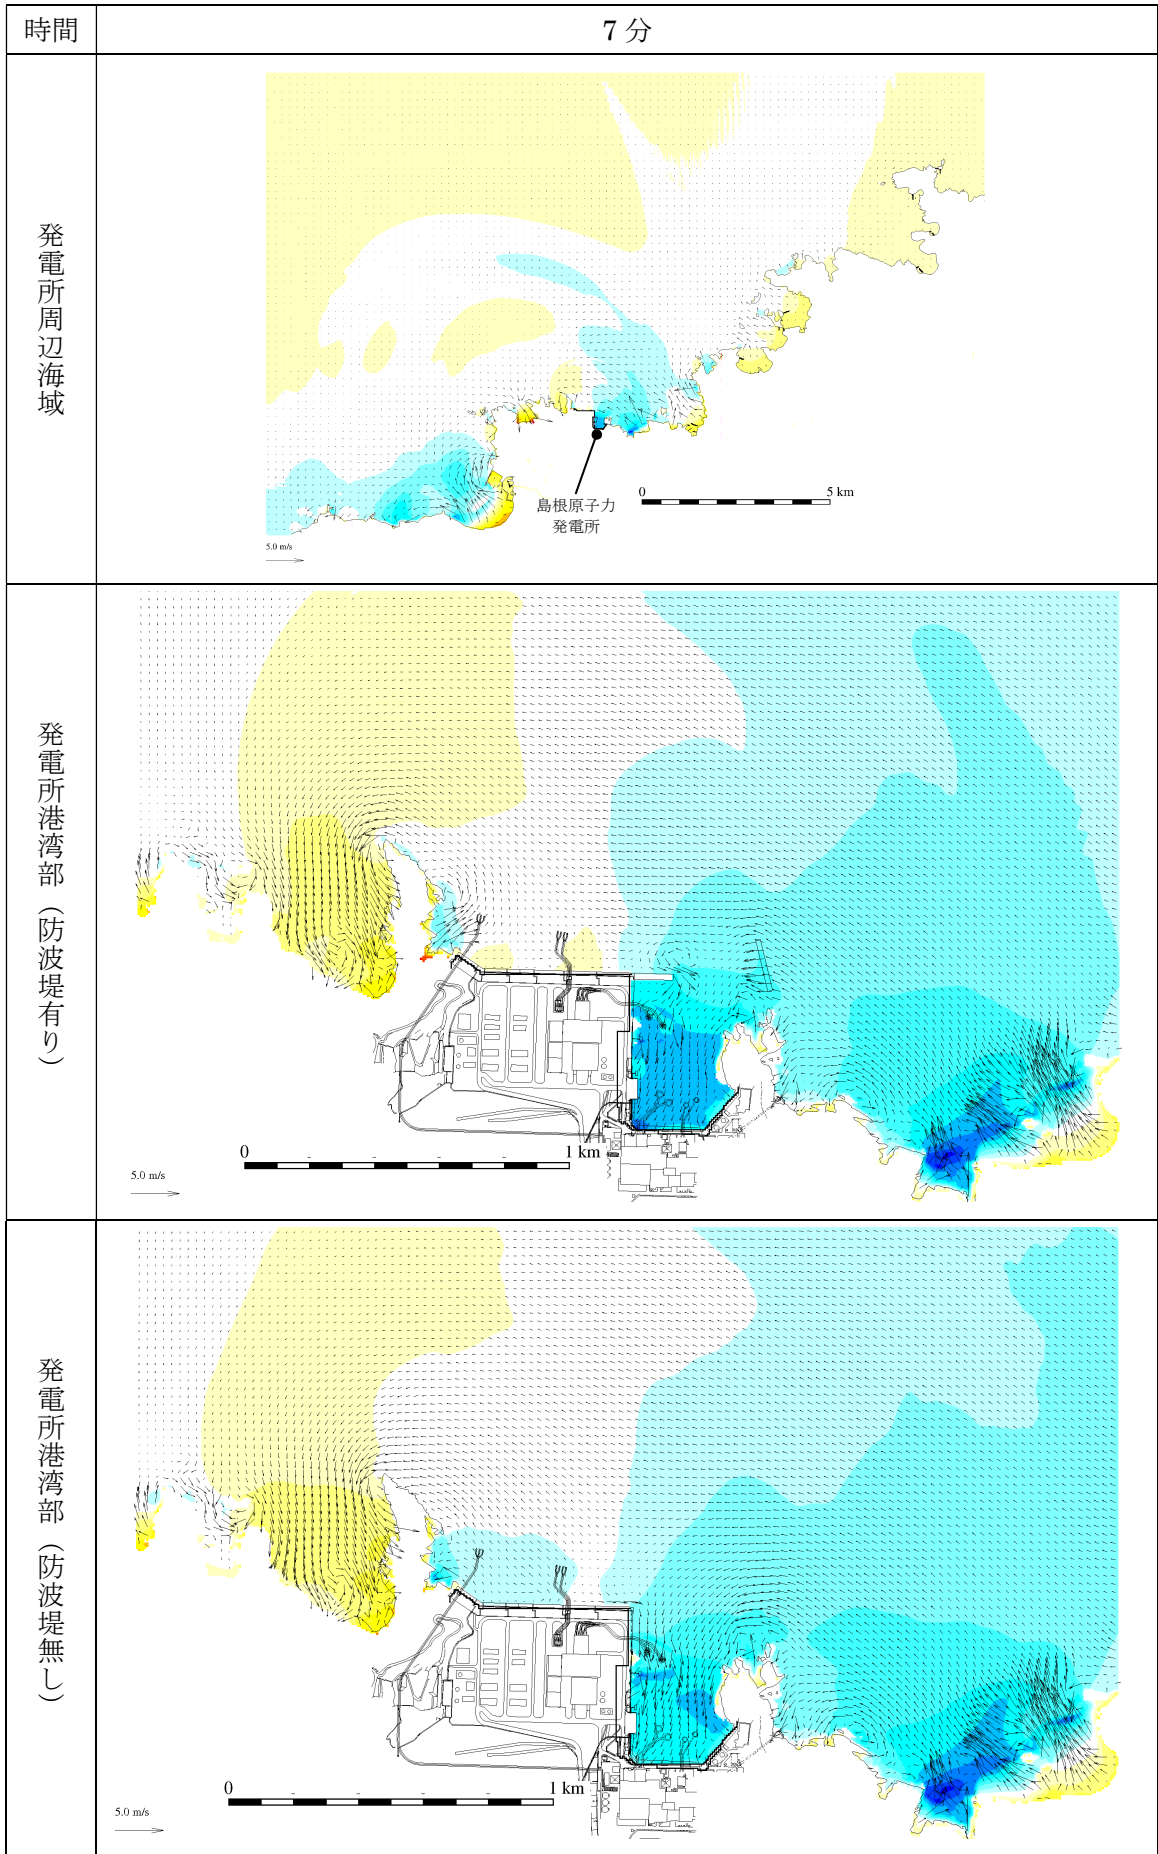 時間
7 分
発電所周辺海域
島根原子力
発電所
0
5 km
5.0 m/s
発電所港湾部（防波堤有り）
0
1 km
5.0 m/s
発電所港湾部（防波堤無し）
0
1 km
5.0 m/s